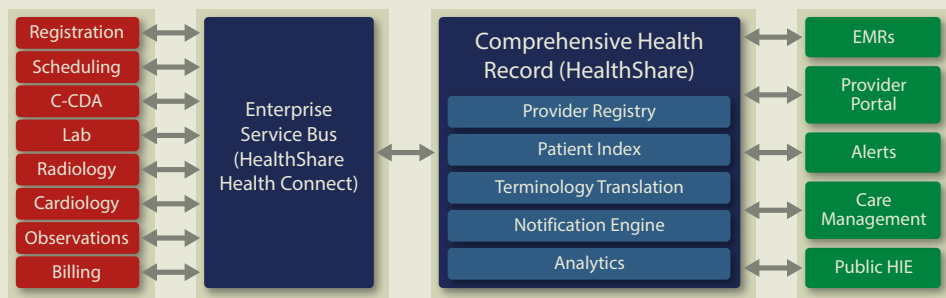 Registration
Scheduling
C-CDA
Lab
Radiology
Cardiology
Observations
Billing
Enterprise
Service Bus
(HealthShare
Health Connect)
Comprehensive Health
Record (HealthShare)
Provider Registry
Patient Index
Terminology Translation
Notification Engine
Analytics
EMRs
Provider
Portal
Alerts
Care
Management
Public HIE